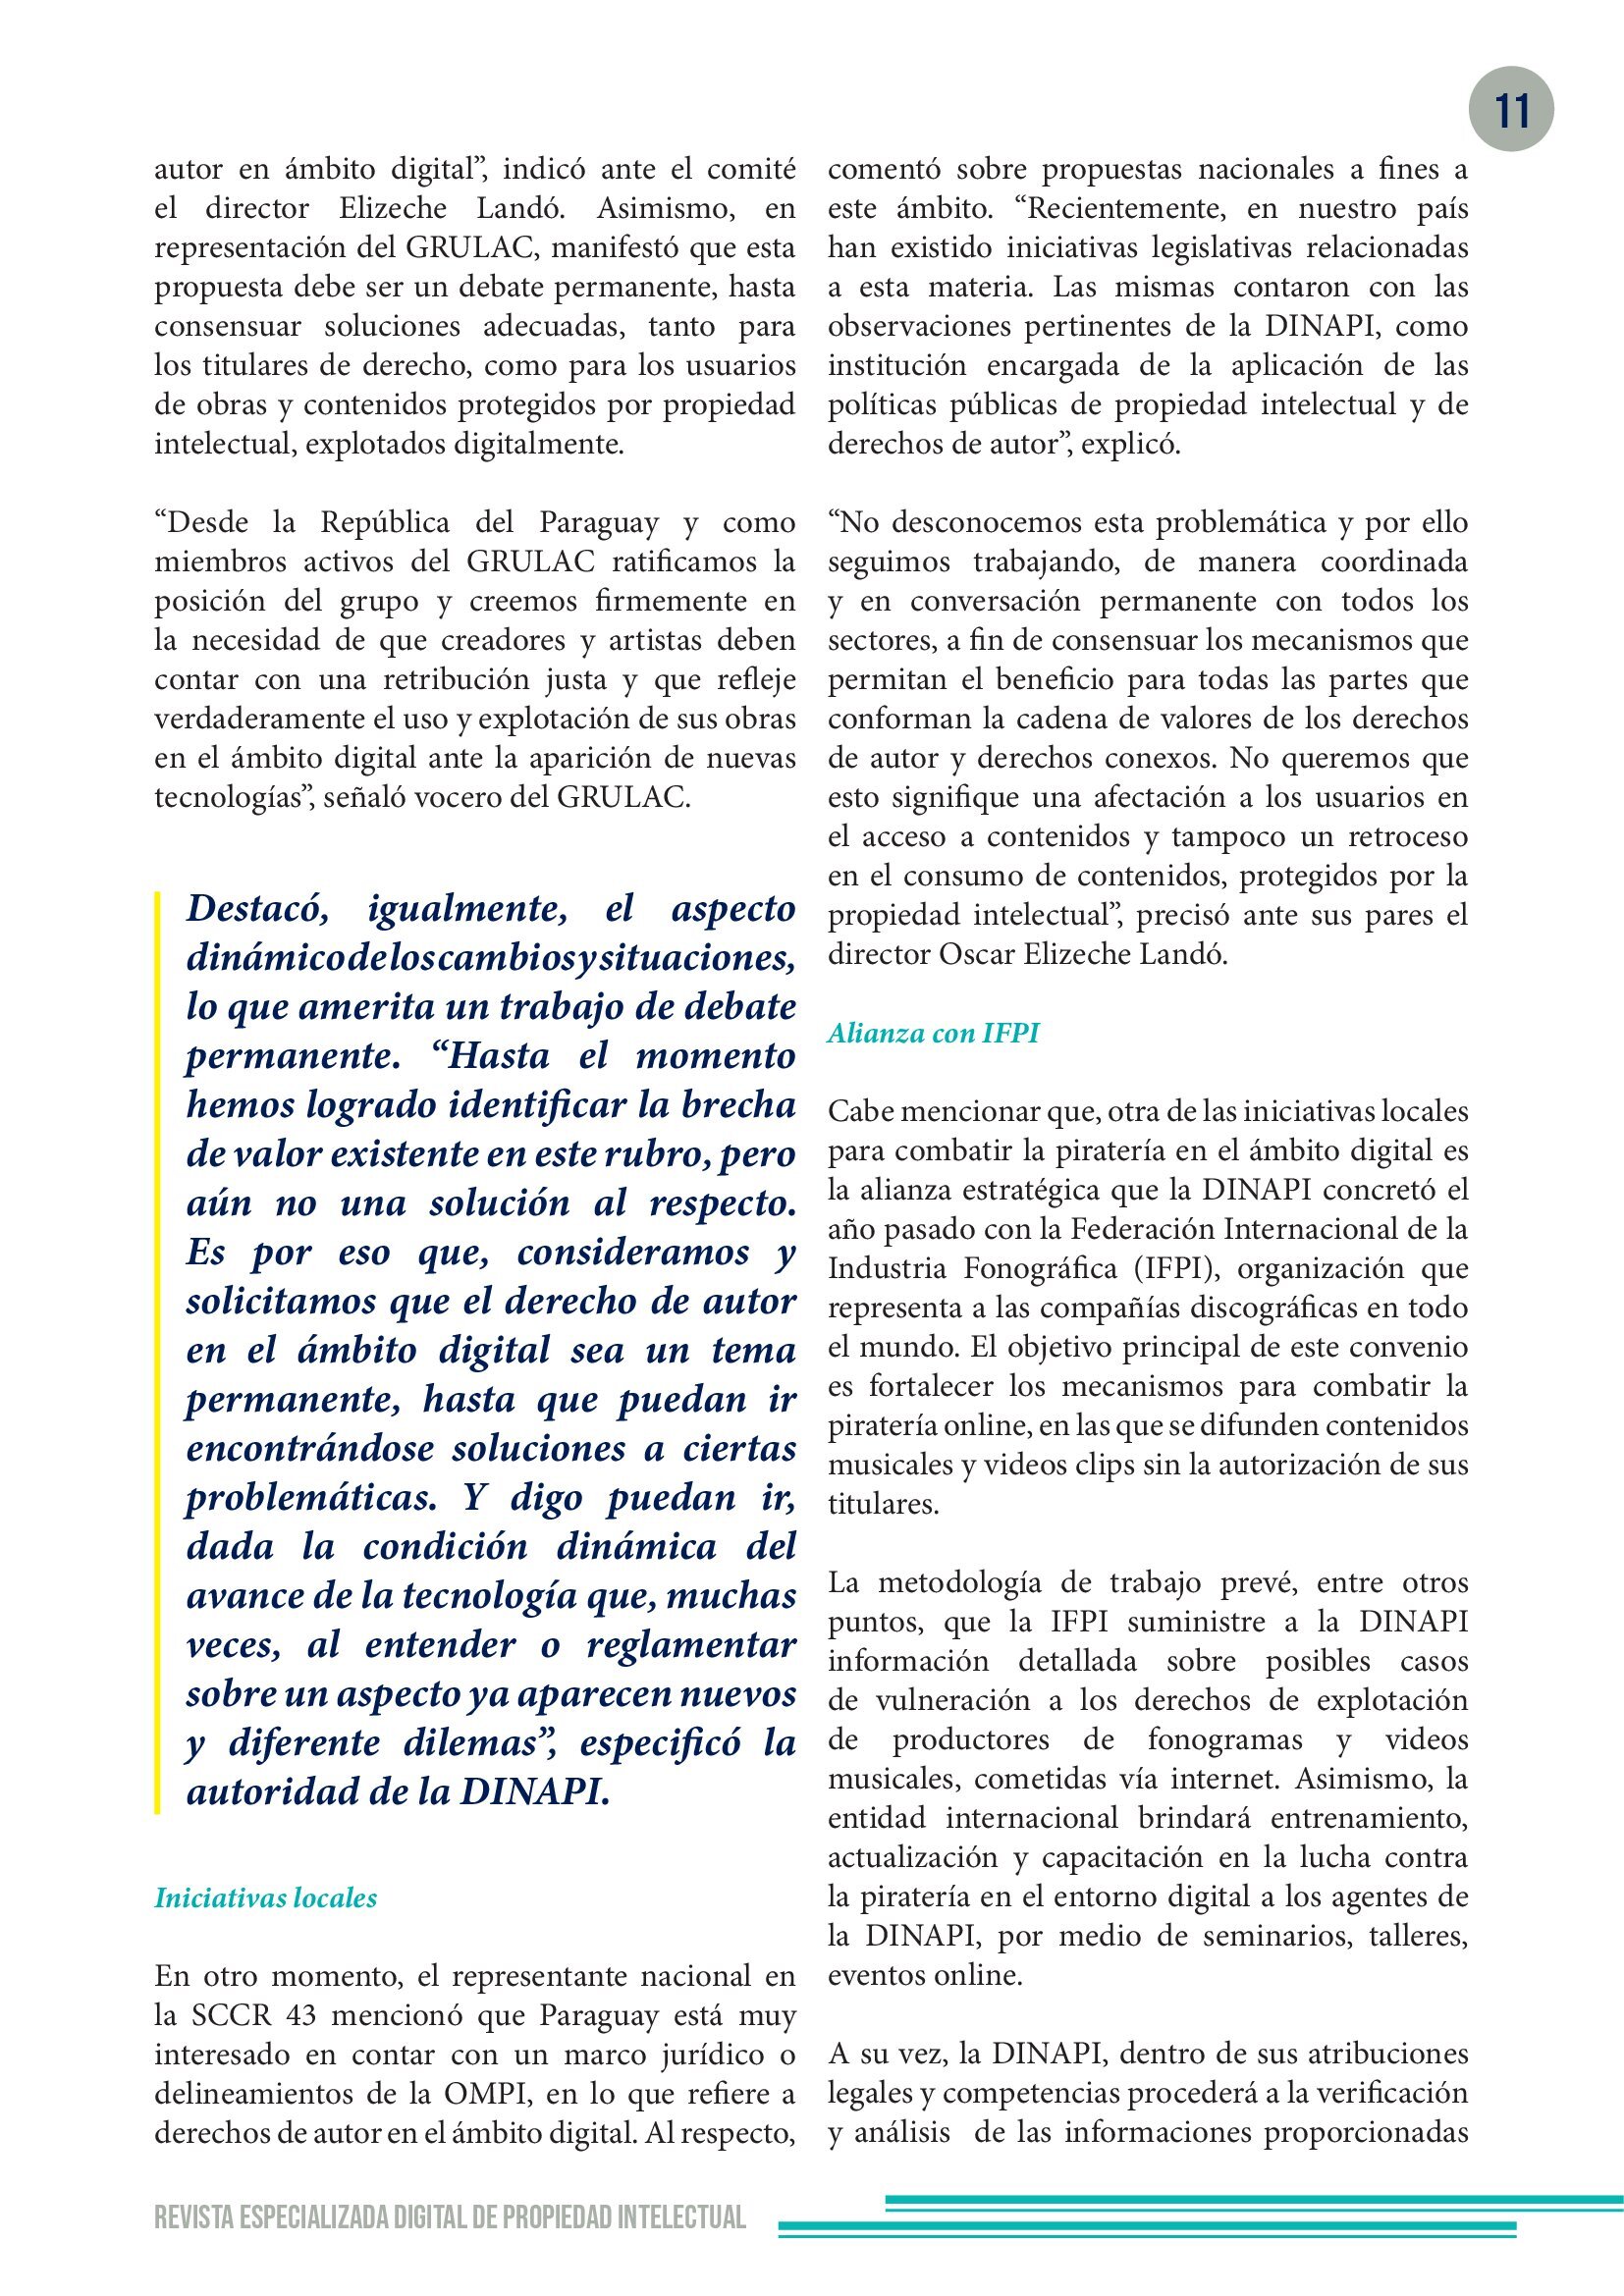 11
autor en ámbito digital”, indicó ante el comité
el director Elizeche Landó. Asimismo, en
representación del GRULAC, manifestó que esta
propuesta debe ser un debate permanente, hasta
consensuar soluciones adecuadas, tanto para
los titulares de derecho, como para los usuarios
de obras y contenidos protegidos por propiedad
intelectual, explotados digitalmente.
“Desde la República del Paraguay y como
miembros activos del GRULAC ratificamos la
posición del grupo y creemos firmemente en
la necesidad de que creadores y artistas deben
contar con una retribución justa y que refleje
verdaderamente el uso y explotación de sus obras
en el ámbito digital ante la aparición de nuevas
tecnologías”, señaló vocero del GRULAC.
Destacó, igualmente, el aspecto
dinámico de los cambios y situaciones,
lo que amerita un trabajo de debate
permanente. “Hasta el momento
hemos logrado identificar la brecha
de valor existente en este rubro, pero
aún no una solución al respecto.
Es por eso que, consideramos y
solicitamos que el derecho de autor
en el ámbito digital sea un tema
permanente, hasta que puedan ir
encontrándose soluciones a ciertas
problemáticas. Y digo puedan ir,
dada la condición dinámica del
avance de la tecnología que, muchas
veces, al entender o reglamentar
sobre un aspecto ya aparecen nuevos
y diferente dilemas”, especificó la
autoridad de la DINAPI.
Iniciativas locales
En otro momento, el representante nacional en
la SCCR 43 mencionó que Paraguay está muy
interesado en contar con un marco jurídico o
delineamientos de la OMPI, en lo que refiere a
derechos de autor en el ámbito digital. Al respecto,
comentó sobre propuestas nacionales a fines a
este ámbito. “Recientemente, en nuestro país
han existido iniciativas legislativas relacionadas
a esta materia. Las mismas contaron con las
observaciones pertinentes de la DINAPI, como
institución encargada de la aplicación de las
políticas públicas de propiedad intelectual y de
derechos de autor”, explicó.
“No desconocemos esta problemática y por ello
seguimos trabajando, de manera coordinada
y en conversación permanente con todos los
sectores, a fin de consensuar los mecanismos que
permitan el beneficio para todas las partes que
conforman la cadena de valores de los derechos
de autor y derechos conexos. No queremos que
esto signifique una afectación a los usuarios en
el acceso a contenidos y tampoco un retroceso
en el consumo de contenidos, protegidos por la
propiedad intelectual”, precisó ante sus pares el
director Oscar Elizeche Landó.
Alianza con IFPI
Cabe mencionar que, otra de las iniciativas locales
para combatir la piratería en el ámbito digital es
la alianza estratégica que la DINAPI concretó el
año pasado con la Federación Internacional de la
Industria Fonográfica (IFPI), organización que
representa a las compañías discográficas en todo
el mundo. El objetivo principal de este convenio
es fortalecer los mecanismos para combatir la
piratería online, en las que se difunden contenidos
musicales y videos clips sin la autorización de sus
titulares.
La metodología de trabajo prevé, entre otros
puntos, que la IFPI suministre a la DINAPI
información detallada sobre posibles casos
de vulneración a los derechos de explotación
de productores de fonogramas y videos
musicales, cometidas vía internet. Asimismo, la
entidad internacional brindará entrenamiento,
actualización y capacitación en la lucha contra
la piratería en el entorno digital a los agentes de
la DINAPI, por medio de seminarios, talleres,
eventos online.
A su vez, la DINAPI, dentro de sus atribuciones
legales y competencias procederá a la verificación
y análisis de las informaciones proporcionadas
REVISTA ESPECIALIZADA DIGITAL DE PROPIEDAD INTELECTUAL